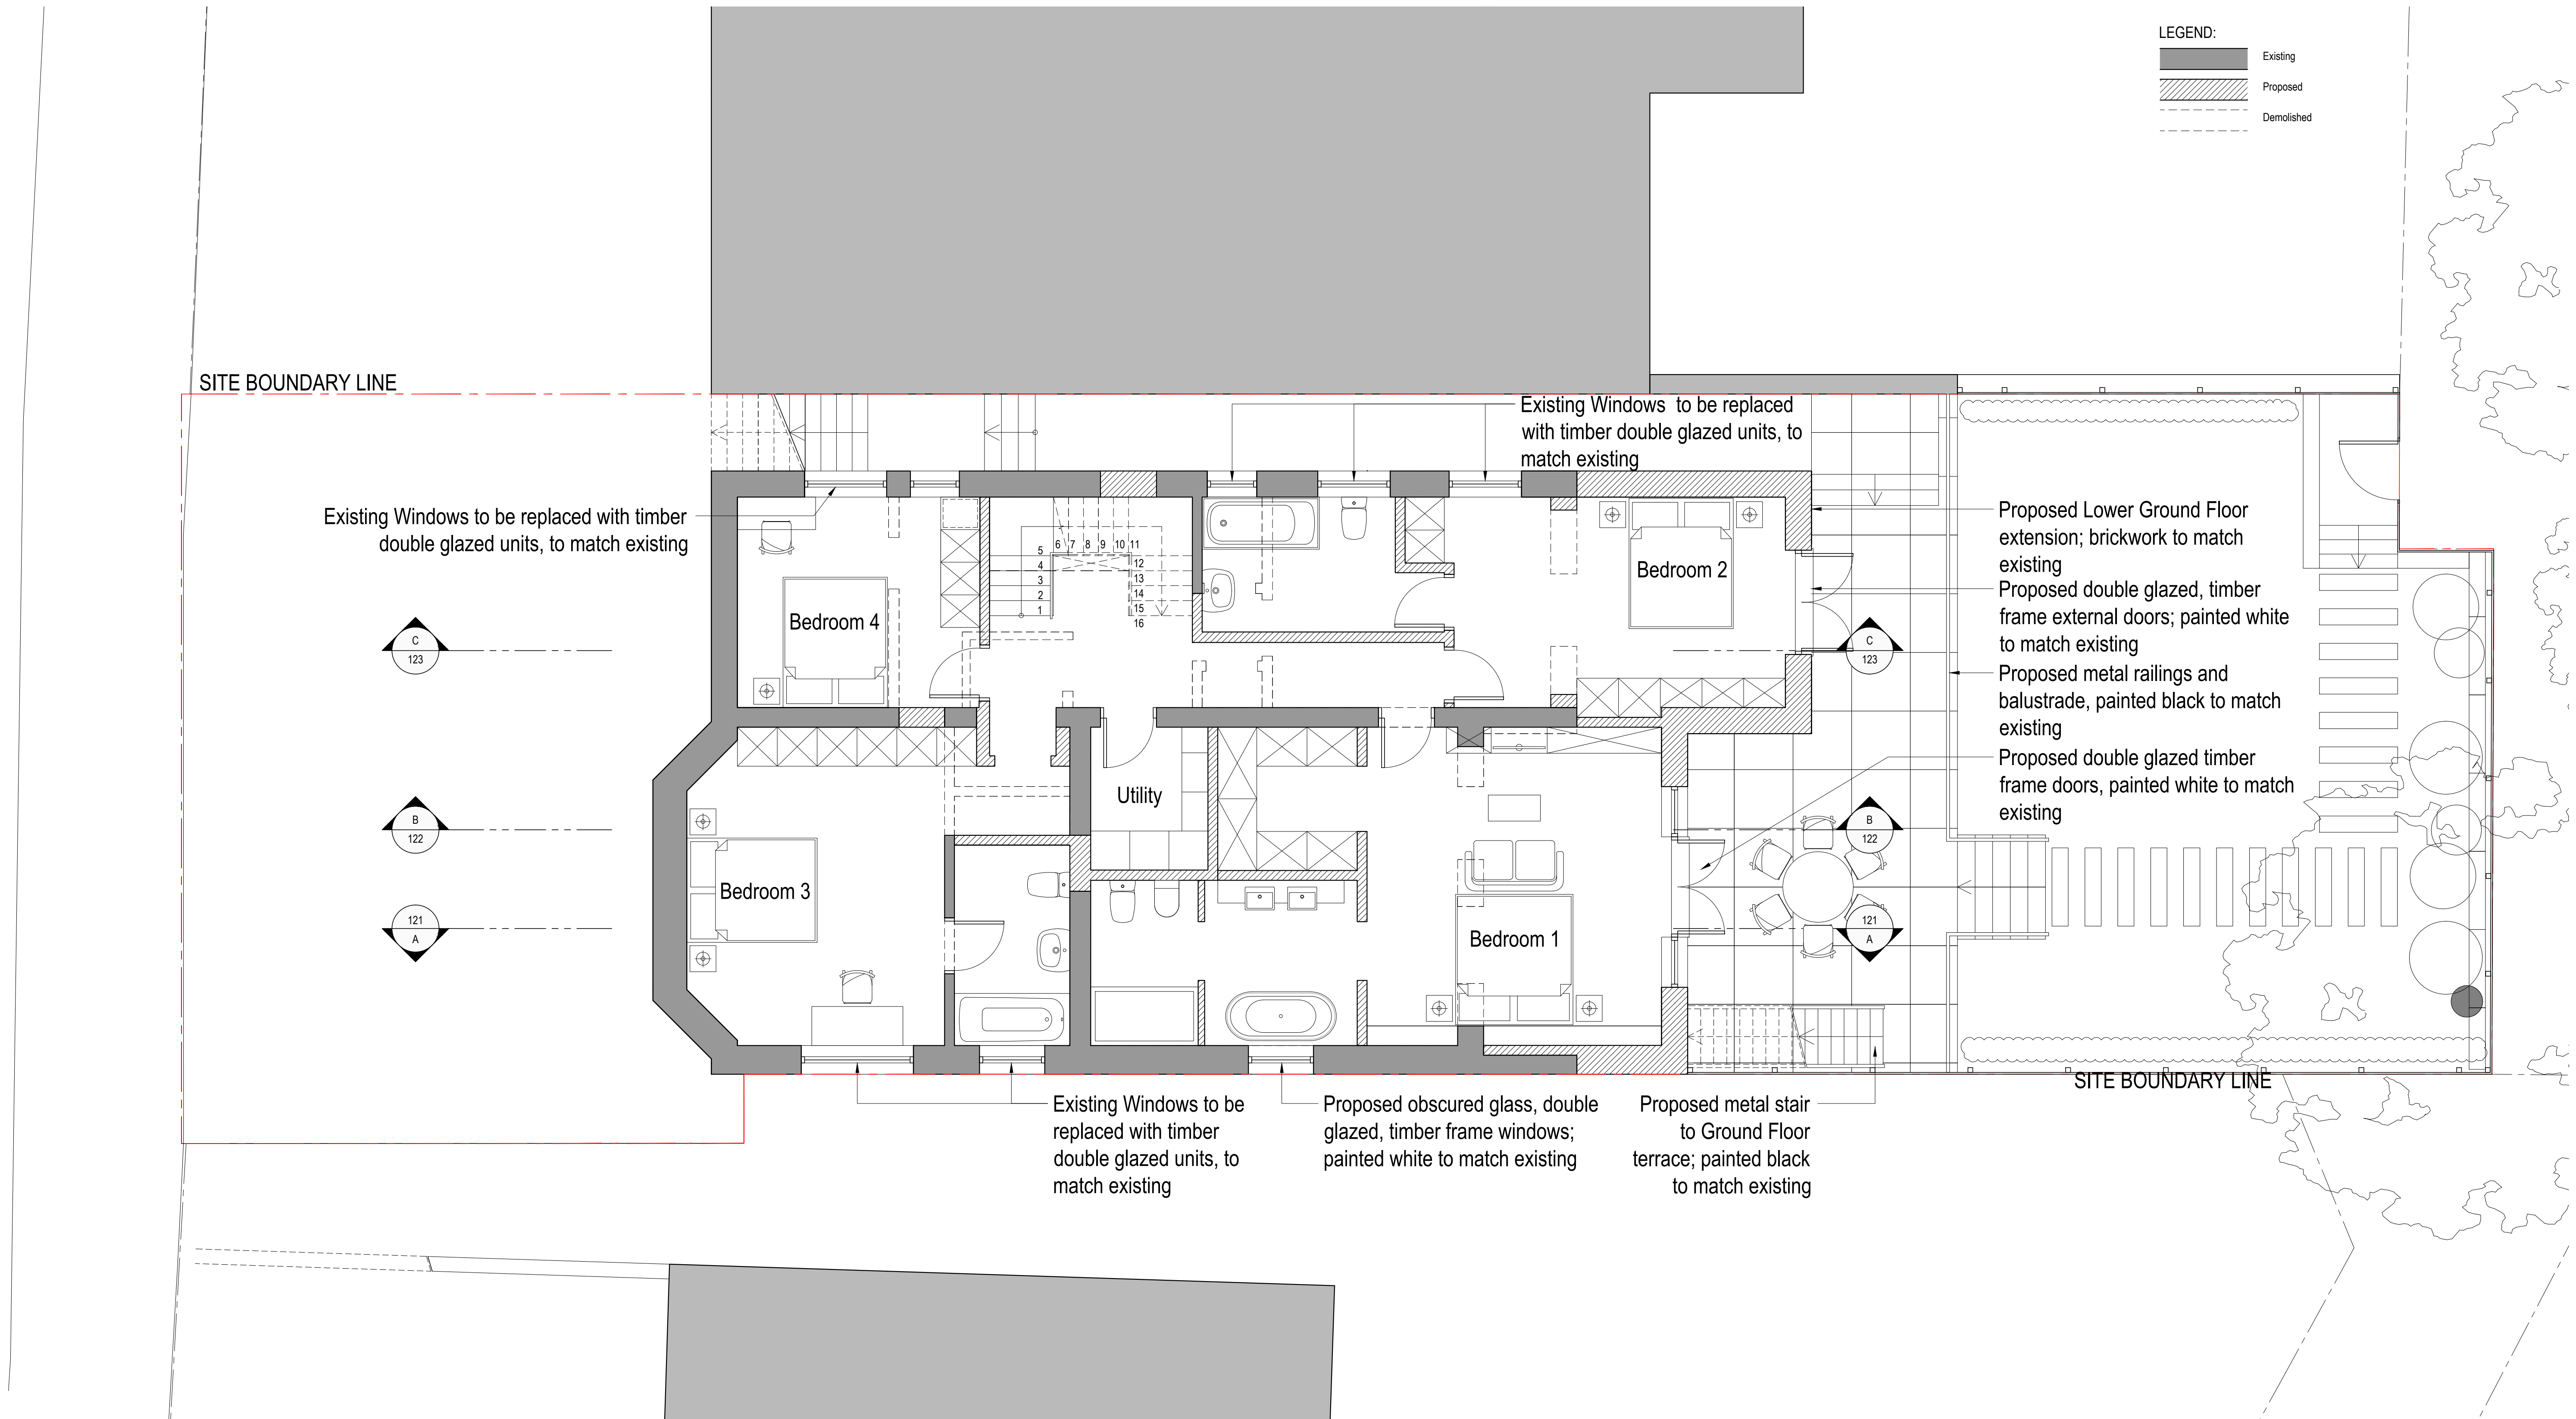 LEGEND:
Existing
Proposed
Demolished
SITE BOUNDARY LINE
Existing Windows to be replaced
with timber double glazed units, to
match existing
Existing Windows to be replaced with timber
double glazed units, to match existing
Proposed Lower Ground Floor
extension; brickwork to match
existing
Proposed double glazed, timber
frame external doors; painted white
to match existing
Proposed metal railings and
balustrade, painted black to match
existing
Proposed double glazed timber
frame doors, painted white to match
existing
5
4
3
2
1
6 7 8 9 10 11
12
13
14
15
16
Bedroom 2
Bedroom 4
C
123
C
123
Utility
B
122
B
122
Bedroom 3
Bedroom 1
121
A
121
A
SITE BOUNDARY LINE
Existing Windows to be
replaced with timber
double glazed units, to
match existing
Proposed obscured glass, double
glazed, timber frame windows;
painted white to match existing
Proposed metal stair
to Ground Floor
terrace; painted black
to match existing